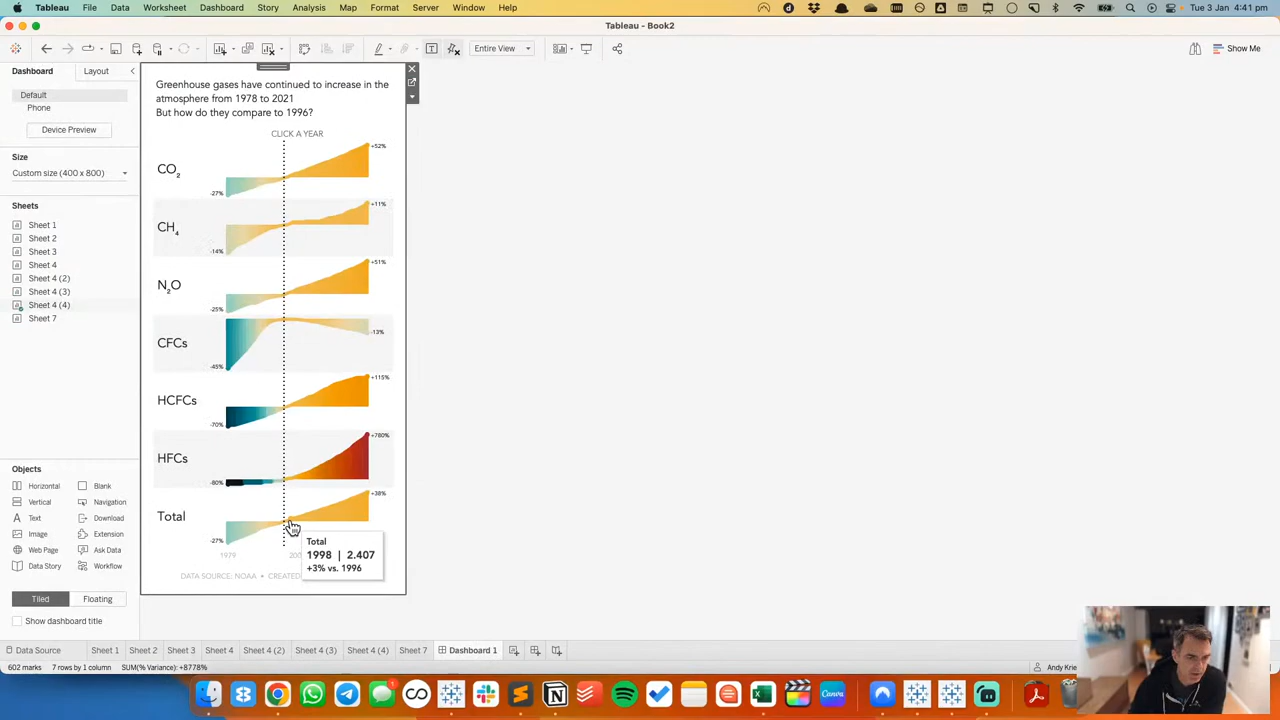 Tableau File Data Worksheet Dashboard Story Analysis Map Format Server Window Help Tue 3 Jan 4:41 pm
Tableau - Book2
Entire View Show Me
Dashboard Layout
Default
Phone
Device Preview
Size
Custom size (400 x 800)
Sheets
Sheet 1
Sheet 2
Sheet 3
Sheet 4
Sheet 4 (2)
Sheet 4 (3)
Sheet 4 (4)
Sheet 7
Objects
Horizontal Blank
Vertical Navigation
Text Download
Image Extension
Web Page Ask Data
Data Story Workflow
Tiled Floating
Show dashboard title
Greenhouse gases have continued to increase in the
atmosphere from 1978 to 2021
But how do they compare to 1996?
CLICK A YEAR
+52%
CO2
-27%
+11%
CH4
-14%
+51%
N2O
-25%
CFCs
-13%
-45%
+115%
HCFCs
-70%
+780%
HFCs
-80%
+38%
Total
-27%
1979
Total
1998 | 2.407
+3% vs. 1996
DATA SOURCE: NOAA • CREATED
Data Source Sheet 1 Sheet 2 Sheet 3 Sheet 4 Sheet 4 (2) Sheet 4 (3) Sheet 4 (4) Sheet 7 Dashboard 1
602 marks 7 rows by 1 column SUM(% Variance): +8778% Andy Krie
Canva